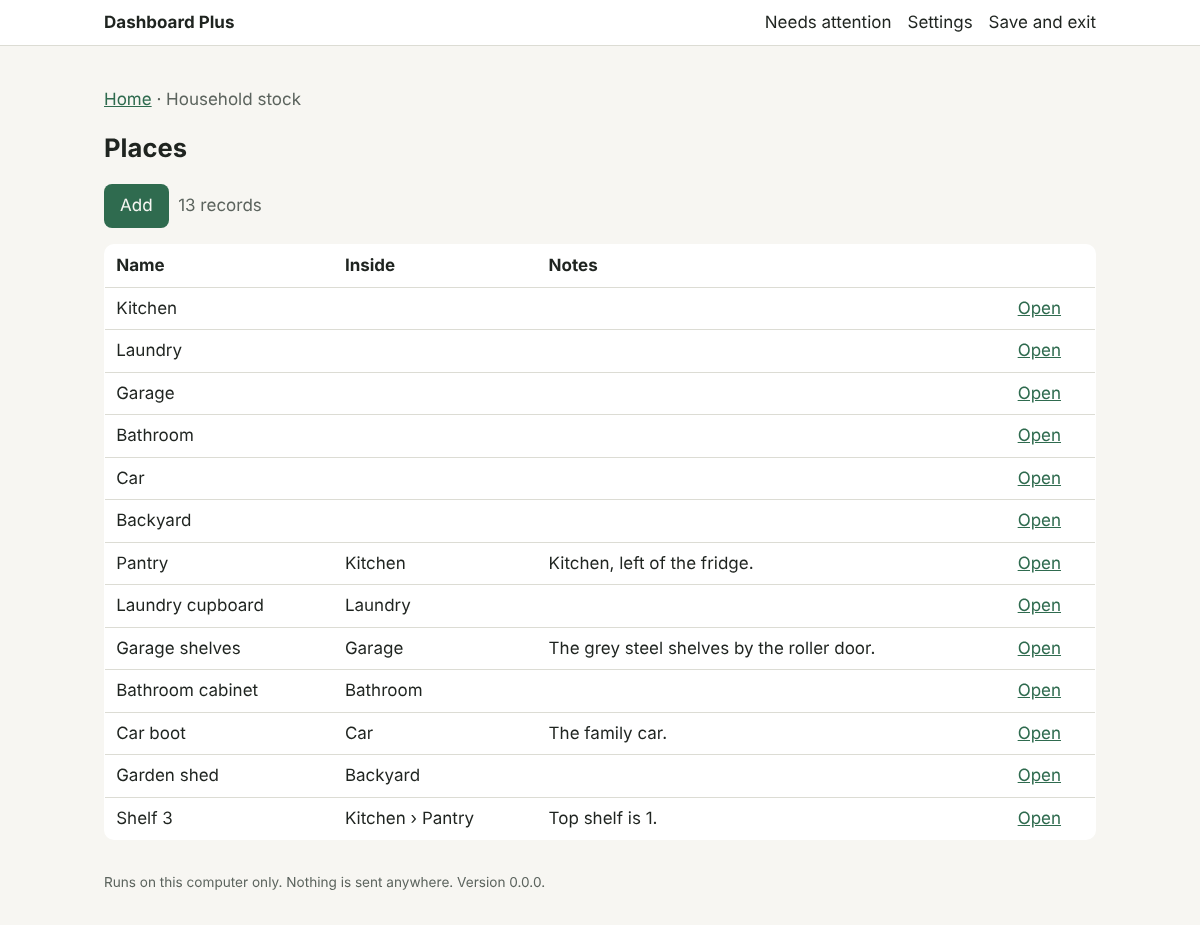 Dashboard Plus Needs attention Settings Save and exit
Home · Household stock
Places
Add 13 records
Name Inside Notes
Kitchen Open
Laundry Open
Garage Open
Bathroom Open
Car Open
Backyard Open
Pantry Kitchen Kitchen, left of the fridge. Open
Laundry cupboard Laundry Open
Garage shelves Garage The grey steel shelves by the roller door. Open
Bathroom cabinet Bathroom Open
Car boot Car The family car. Open
Garden shed Backyard Open
Shelf 3 Kitchen › Pantry Top shelf is 1. Open
Runs on this computer only. Nothing is sent anywhere. Version 0.0.0.